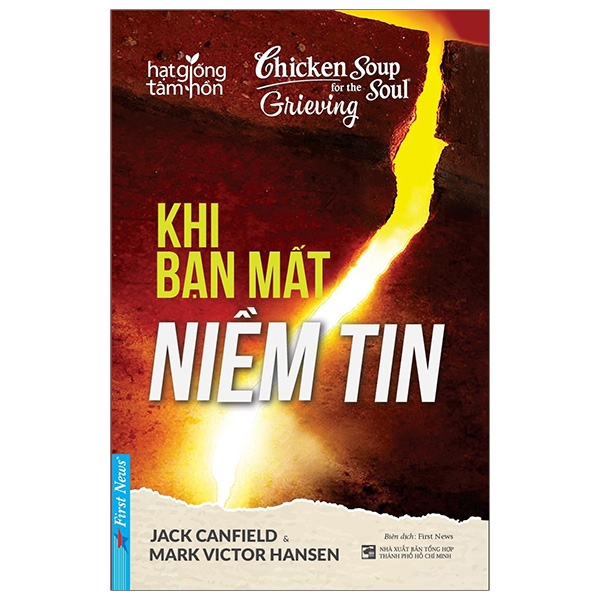 hạt giống
tâm hồn
Chicken Soup
for the Soul
Grieving
KHI
BẠN MẤT
NIỀM TIN
First News
JACK CANFIELD &
MARK VICTOR HANSEN
Biên dịch: First News
NHÀ XUẤT BẢN TỔNG HỢP
THÀNH PHỐ HỒ CHÍ MINH